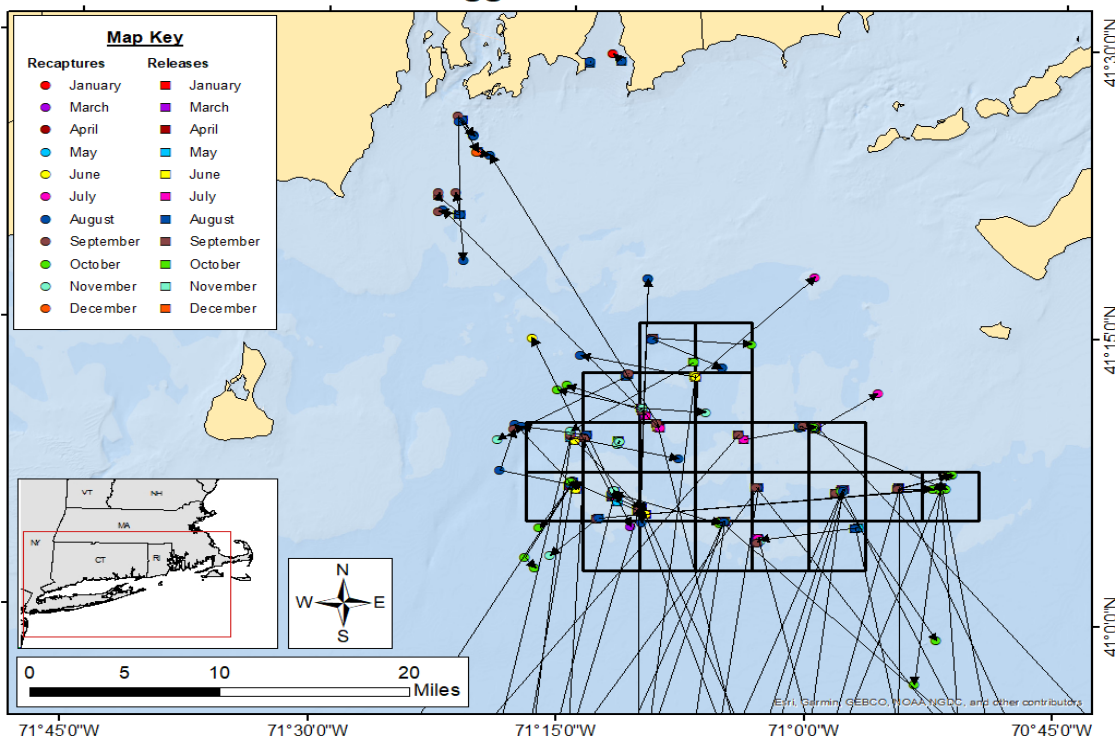 gg
Map Key
Recaptures Releases
January January
March March
April April
May May
June June
July July
August August
September September
October October
November November
December December
41°30'0"N
41°15'0"N
41°0'0"N
VT NH
MA
NY
CT RI
N
W E
S
0 5 10 20
Miles
Esri, Garmin, GEBCO, NOAA NGDC, and other contributors
71°45'0"W 71°30'0"W 71°15'0"W 71°0'0"W 70°45'0"W